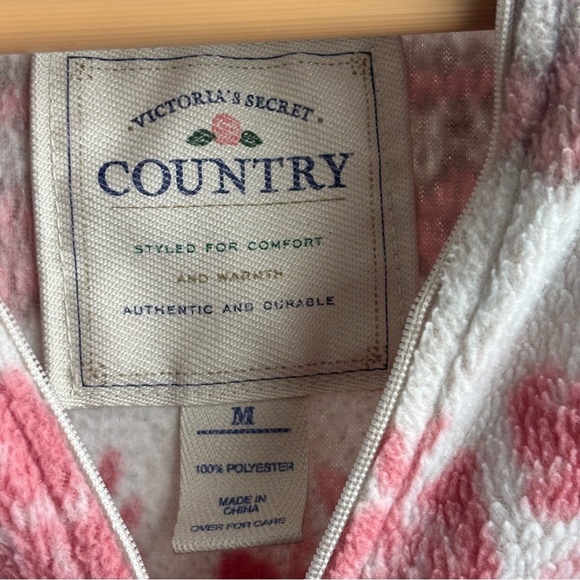 VICTORIA'S SECRET
COUNTRY
STYLED FOR COMFORT
AND WARMTH
AUTHENTIC AND DURABLE
M
100% POLYESTER
MADE IN
CHINA
OVER FOR CARE